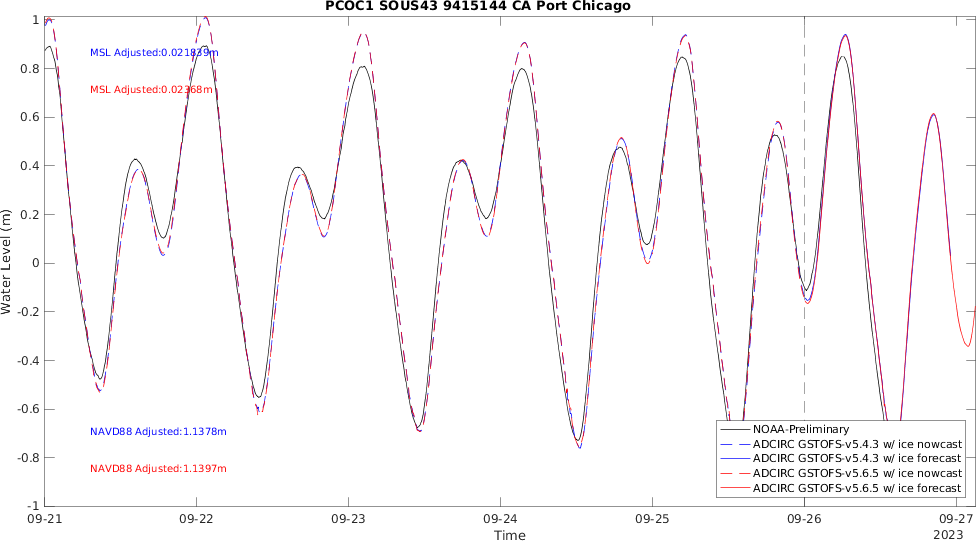 PCOC1 SOUS43 9415144 CA Port Chicago
MSL Adjusted:0.021839m
MSL Adjusted:0.02368m
NAVD88 Adjusted:1.1378m
NAVD88 Adjusted:1.1397m
Water Level (m)
1
0.8
0.6
0.4
0.2
0
-0.2
-0.4
-0.6
-0.8
-1
NOAA-Preliminary
ADCIRC GSTOFS-v5.4.3 w/ ice nowcast
ADCIRC GSTOFS-v5.4.3 w/ ice forecast
ADCIRC GSTOFS-v5.6.5 w/ ice nowcast
ADCIRC GSTOFS-v5.6.5 w/ ice forecast
09-21 09-22 09-23 09-24 09-25 09-26 09-27
Time
2023